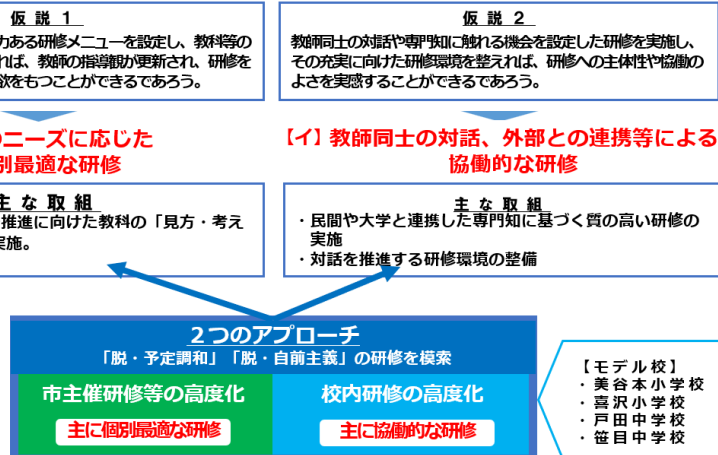 仮説１
力ある研修メニューを設定し、教科等の
れば、教師の指導観が更新され、研修を
欲をもつことができるであろう。
仮説２
教師同士の対話や専門知に触れる機会を設定した研修を実施し、
その充実に向けた研修環境を整えれば、研修への主体性や協働の
よさを実感することができるであろう。
のニーズに応じた
別最適な研修
【イ】教師同士の対話、外部との連携等による
協働的な研修
主な取組
推進に向けた教科の「見方・考え
実施。
主な取組
・民間や大学と連携した専門知に基づく質の高い研修の
実施
・対話を推進する研修環境の整備
２つのアプローチ
「脱・予定調和」「脱・自前主義」の研修を模索
市主催研修等の高度化
主に個別最適な研修
校内研修の高度化
主に協働的な研修
【モデル校】
・美谷本小学校
・喜沢小学校
・戸田中学校
・笹目中学校